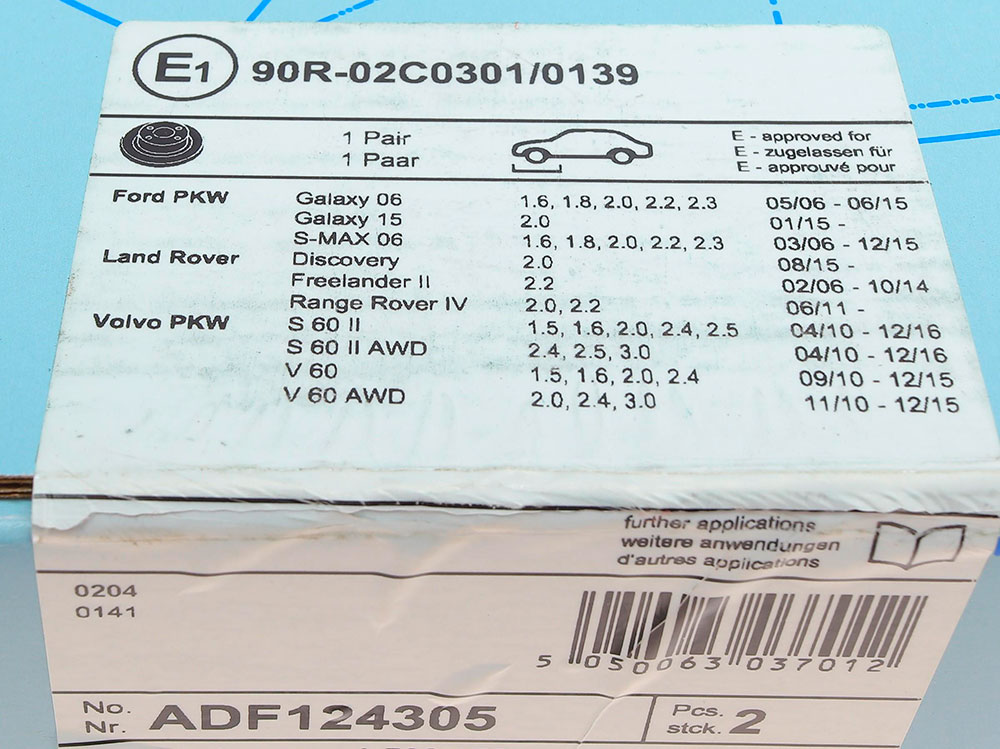 E1 90R-02C0301/0139
1 Pair
1 Paar
E - approved for
E - zugelassen für
E - approuvé pour
Ford PKW Galaxy 06 1.6, 1.8, 2.0, 2.2, 2.3 05/06 - 06/15
Galaxy 15 2.0 01/15 -
S-MAX 06 1.6, 1.8, 2.0, 2.2, 2.3 03/06 - 12/15
Land Rover Discovery 2.0 08/15 -
Freelander II 2.2 02/06 - 10/14
Range Rover IV 2.0, 2.2 06/11 -
Volvo PKW S 60 II 1.5, 1.6, 2.0, 2.4, 2.5 04/10 - 12/16
S 60 II AWD 2.4, 2.5, 3.0 04/10 - 12/16
V 60 1.5, 1.6, 2.0, 2.4 09/10 - 12/15
V 60 AWD 2.0, 2.4, 3.0 11/10 - 12/15
further applications
weitere anwendungen
d'autres applications
0204
0141
5 050063 037012
No.
Nr. ADF124305
Pcs.
stck. 2